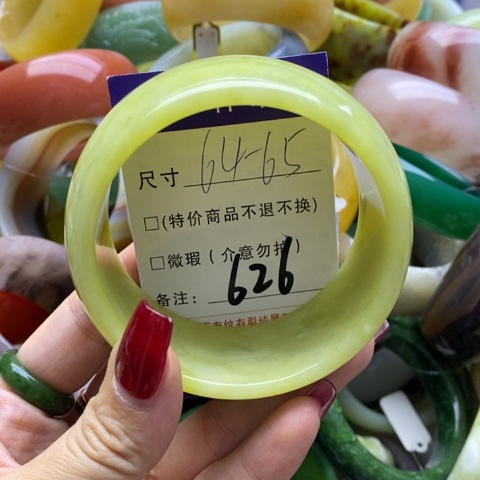 尺寸 64-65
□(特价商品不退不换)
□微瑕(介意勿拍)
备注: 626